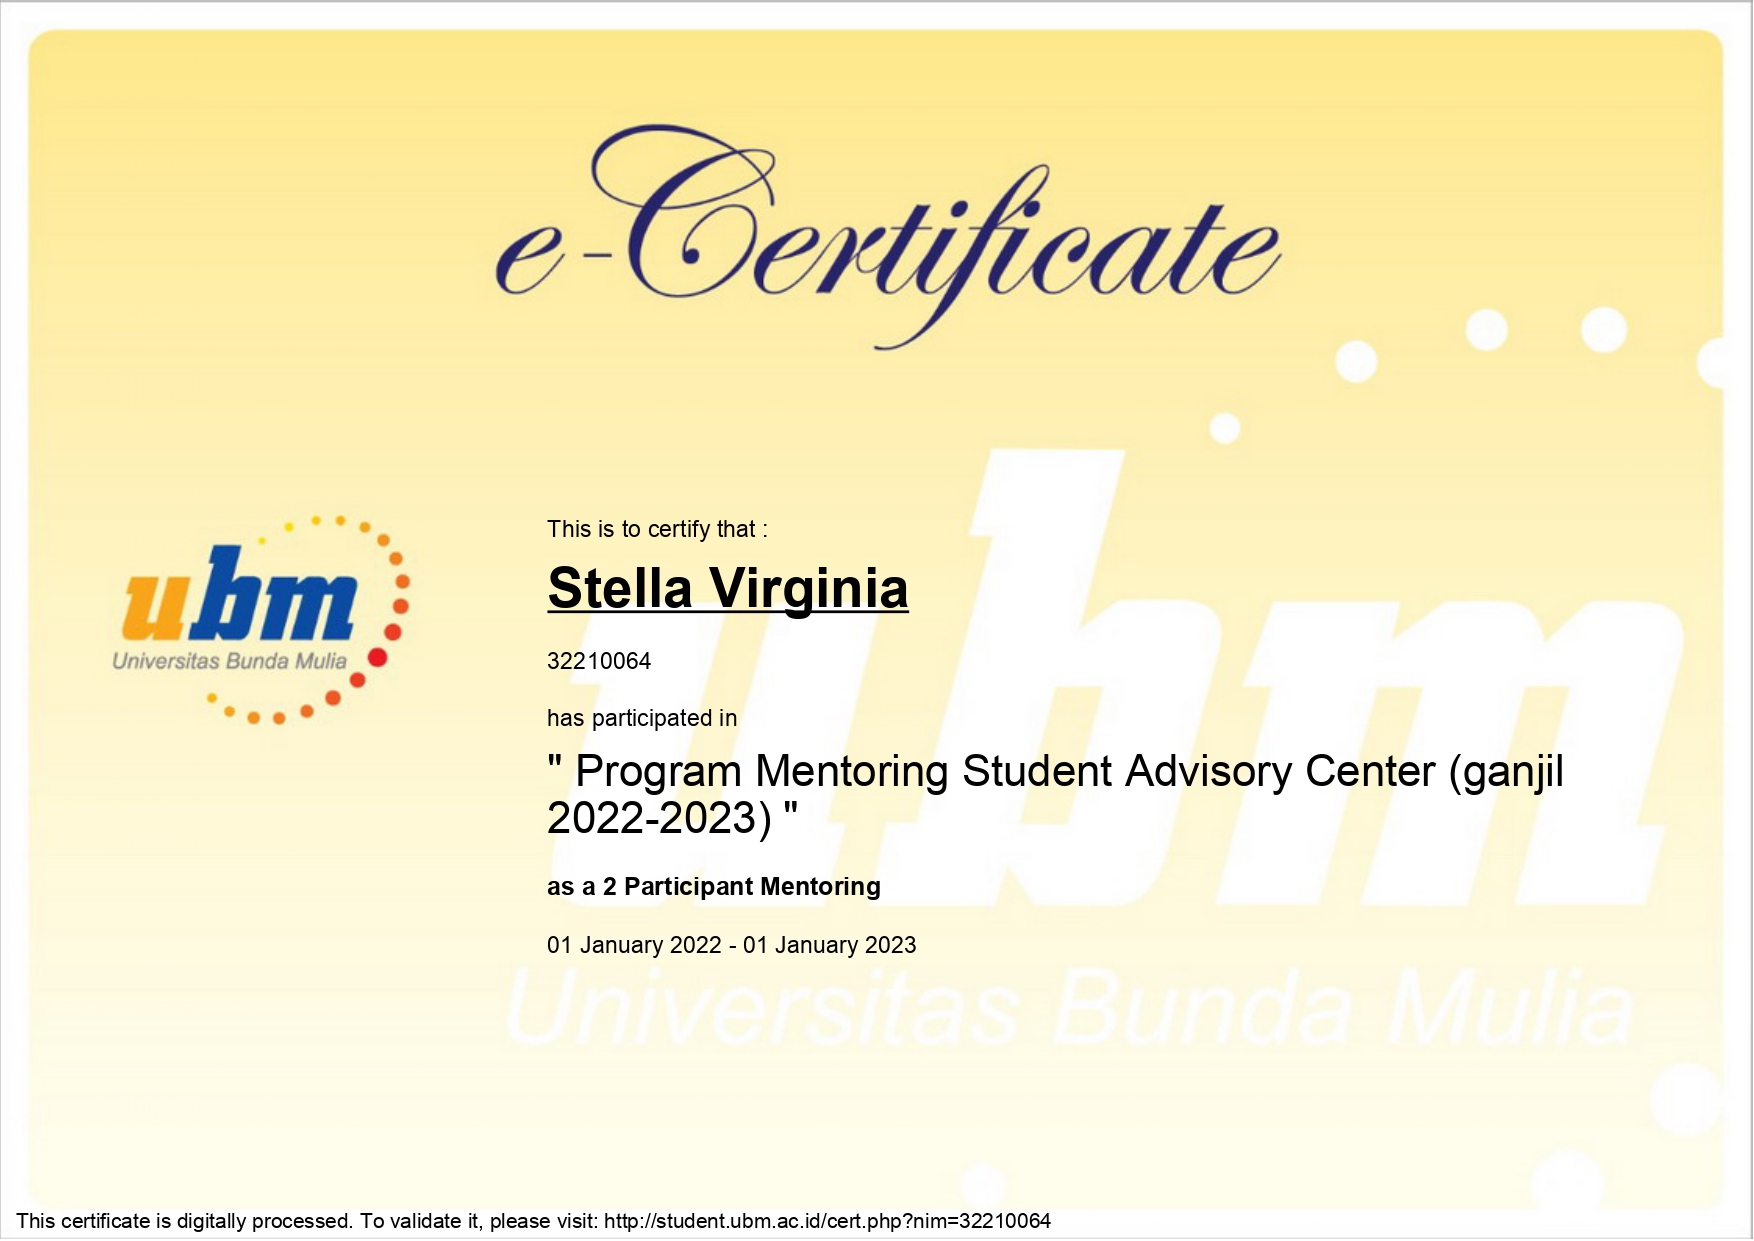 e-Certificate
ubm
Universitas Bunda Mulia
This is to certify that :
Stella Virginia
32210064
has participated in
" Program Mentoring Student Advisory Center (ganjil
2022-2023) "
as a 2 Participant Mentoring
01 January 2022 - 01 January 2023
ubm
Universitas Bunda Mulia
This certificate is digitally processed. To validate it, please visit: http://student.ubm.ac.id/cert.php?nim=32210064